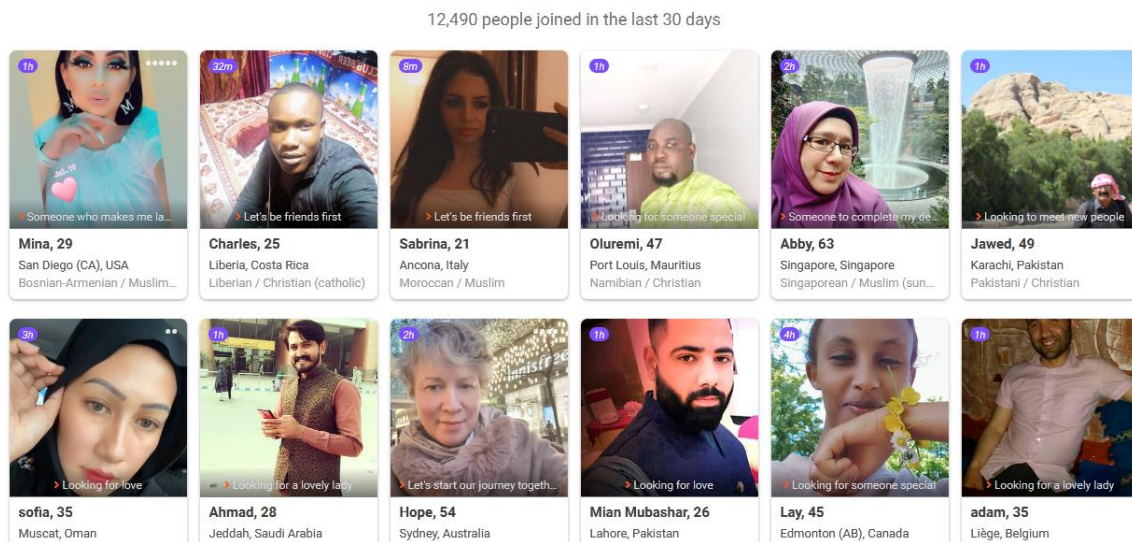 12,490 people joined in the last 30 days
1h
32m
8m
1h
2h
1h
Someone who makes me la...
Let's be friends first
Let's be friends first
Looking for someone special
Someone to complete my de...
Looking to meet new people
Mina, 29
Charles, 25
Sabrina, 21
Oluremi, 47
Abby, 63
Jawed, 49
San Diego (CA), USA
Liberia, Costa Rica
Ancona, Italy
Port Louis, Mauritius
Singapore, Singapore
Karachi, Pakistan
Bosnian-Armenian / Muslim...
Liberian / Christian (catholic)
Moroccan / Muslim
Namibian / Christian
Singaporean / Muslim (sun...
Pakistani / Christian
3h
1h
2h
1h
4h
1h
Looking for love
Looking for a lovely lady
Let's start our journey togeth...
Looking for love
Looking for someone special
Looking for a lovely lady
sofia, 35
Ahmad, 28
Hope, 54
Mian Mubashar, 26
Lay, 45
adam, 35
Muscat, Oman
Jeddah, Saudi Arabia
Sydney, Australia
Lahore, Pakistan
Edmonton (AB), Canada
Liège, Belgium